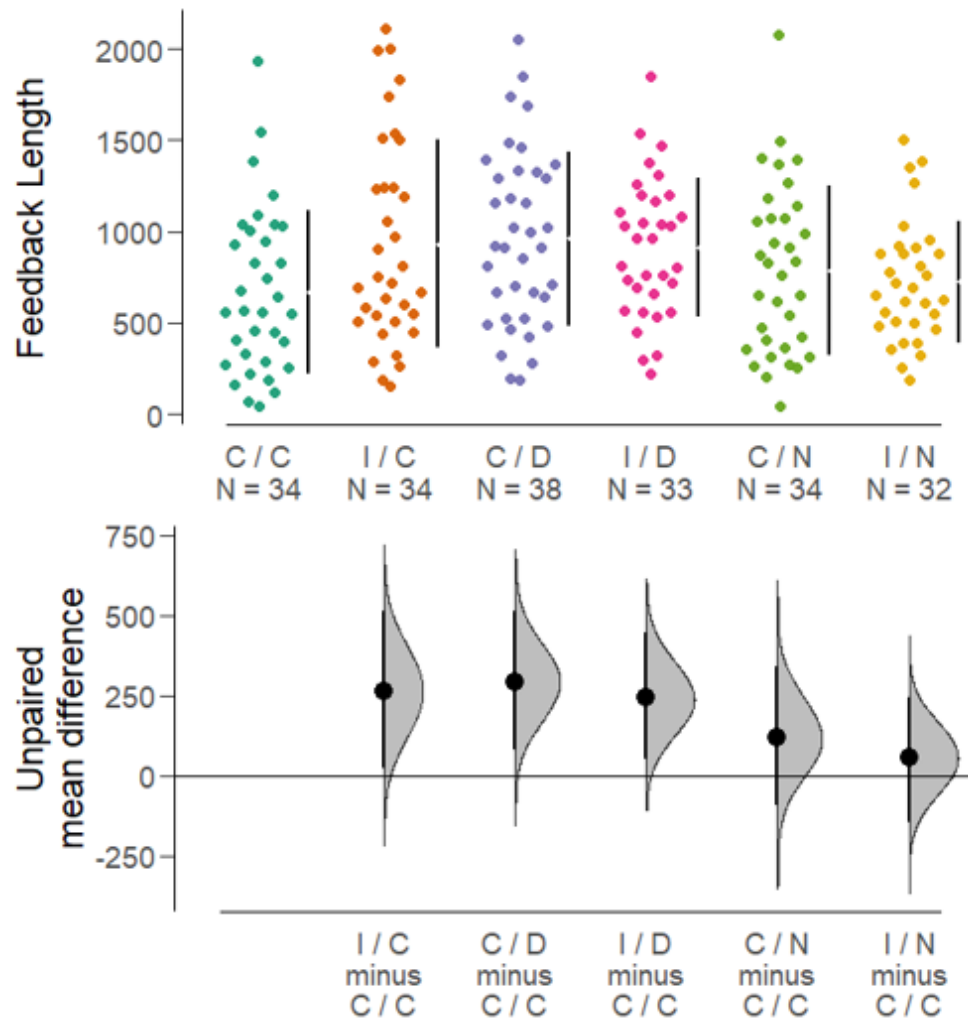 Feedback Length
2000
1500
1000
500
0
C / C I / C C / D I / D C / N I / N
N = 34 N = 34 N = 38 N = 33 N = 34 N = 32
Unpaired
mean difference
750
500
250
0
-250
I / C C / D I / D C / N I / N
minus minus minus minus minus
C / C C / C C / C C / C C / C